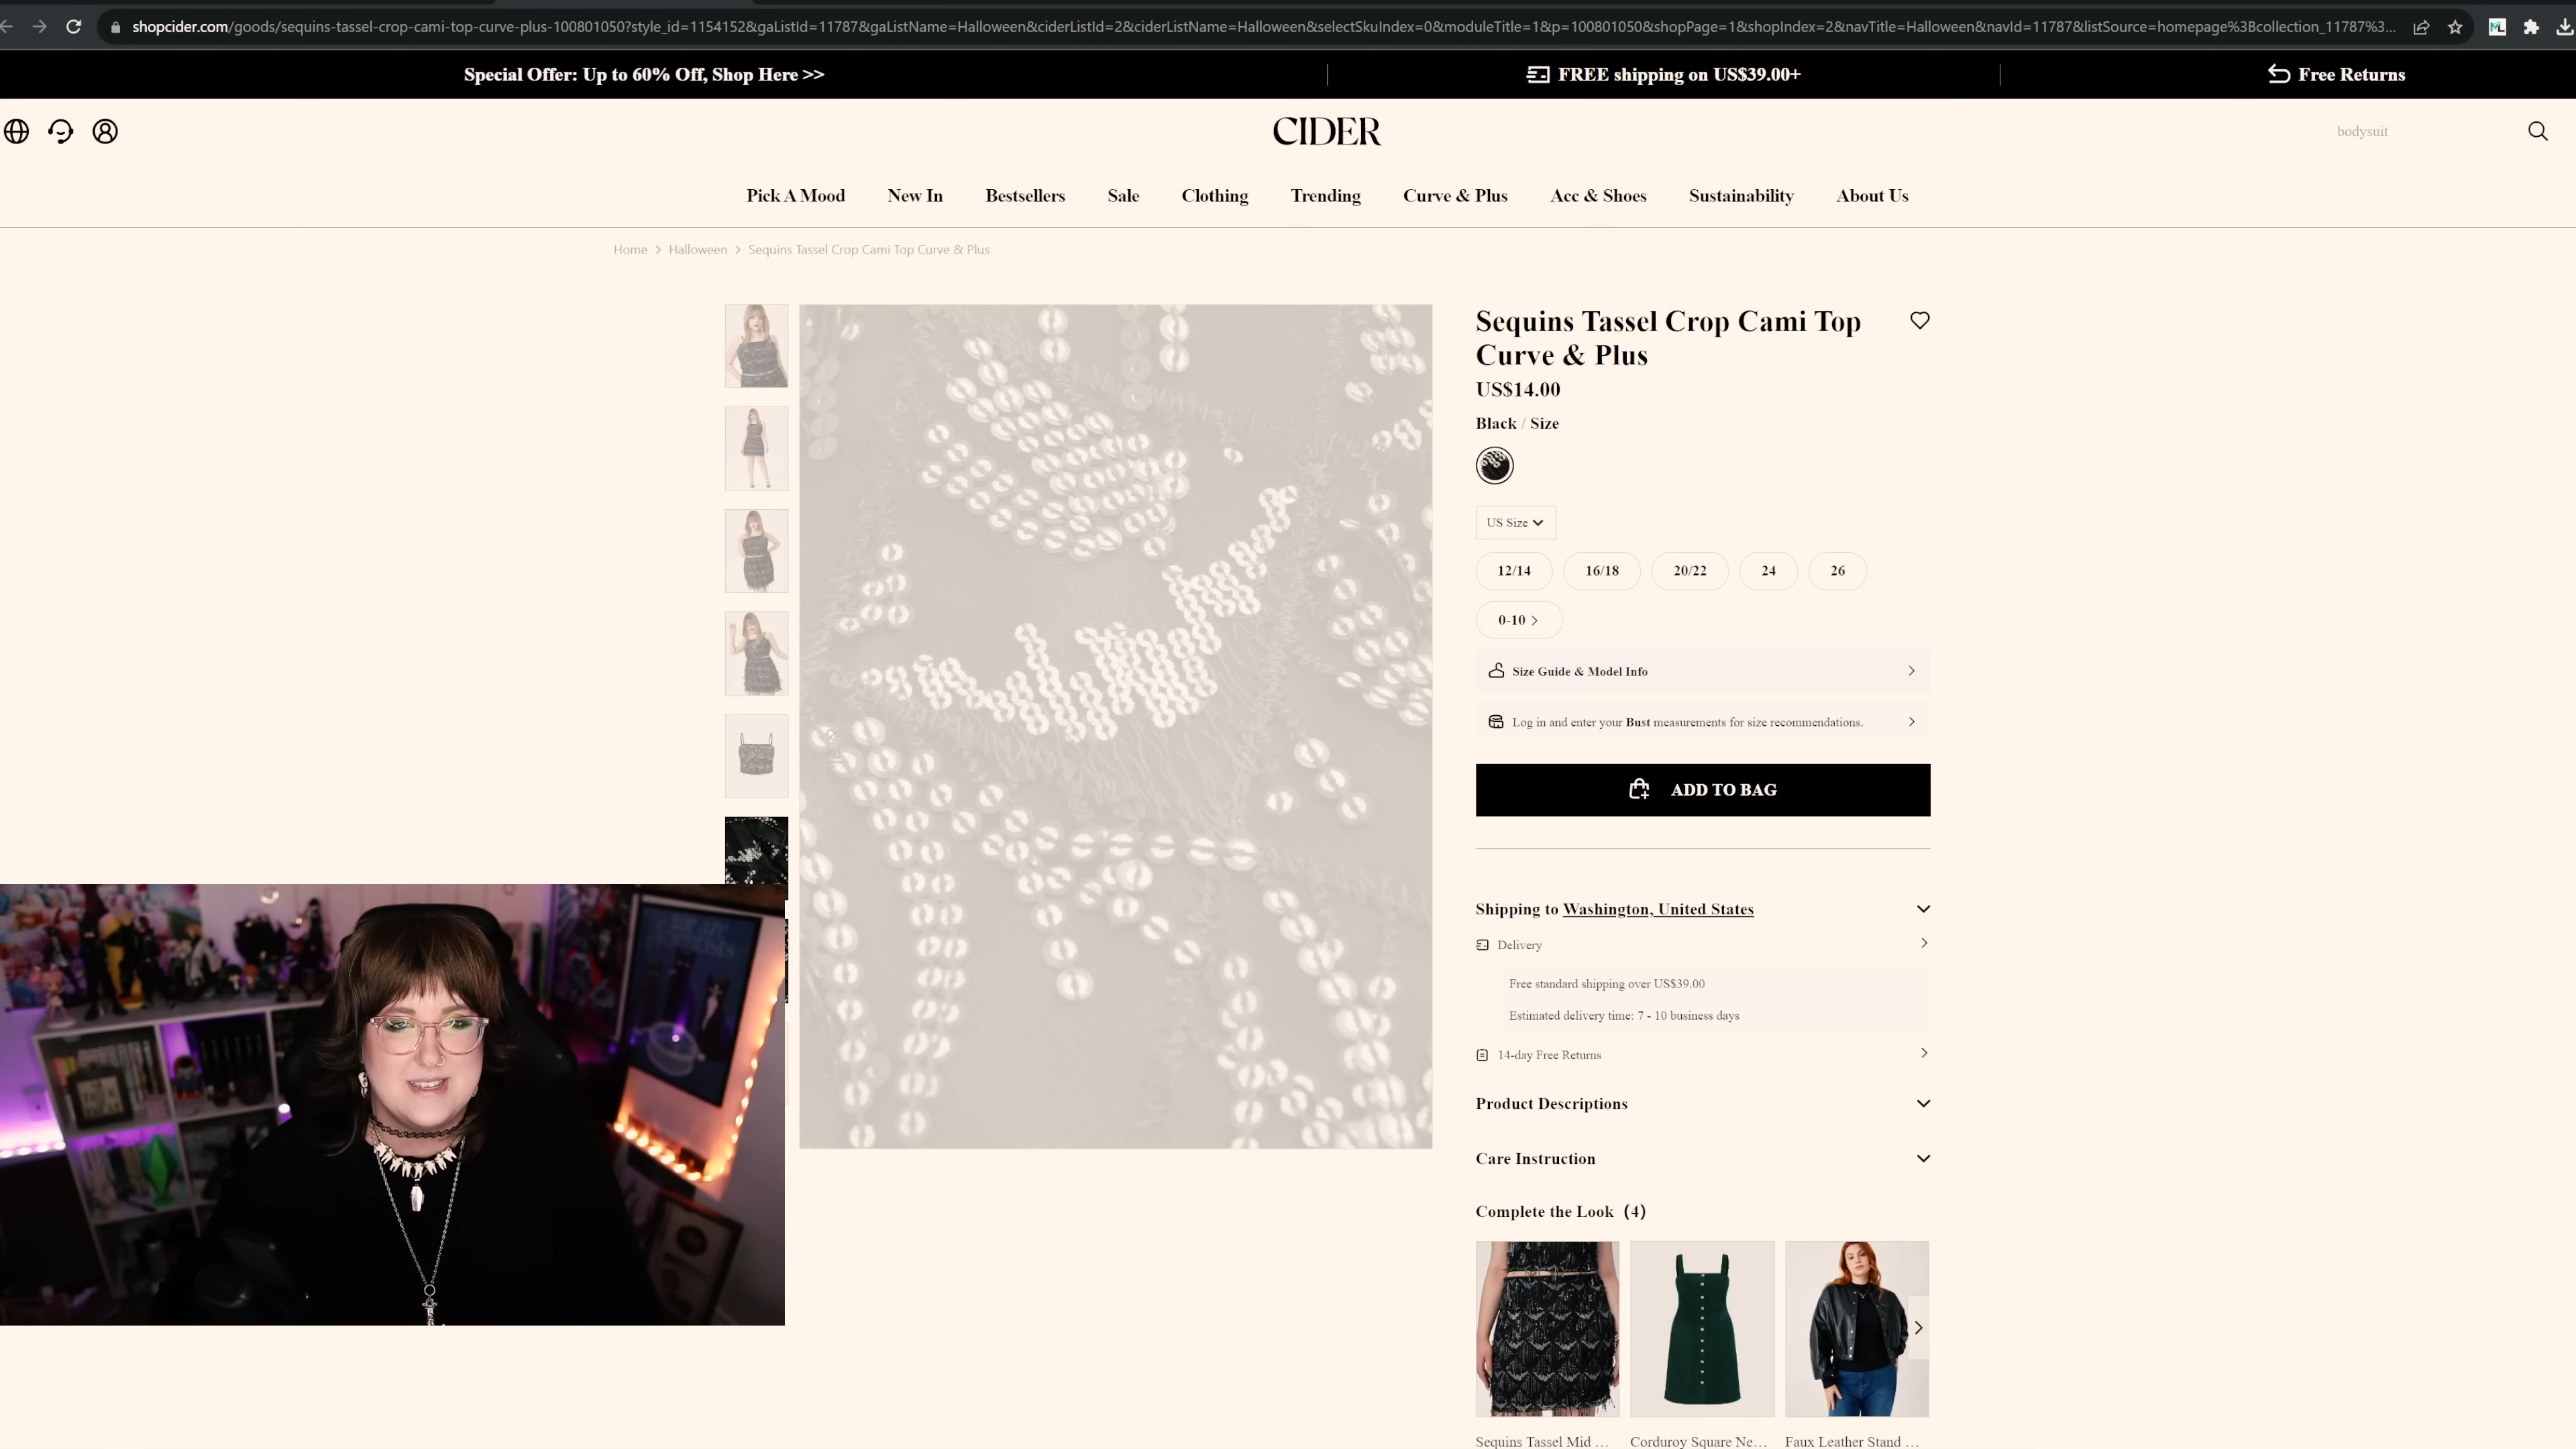 shopcider.com/goods/sequins-tassel-crop-cami-top-curve-plus-100801050?style_id=1154152&gaListId=11787&gaListName=Halloween&ciderListId=2&ciderListName=Halloween&selectSkuIndex=0&moduleTitle=1&p=100801050&shopPage=1&shopIndex=2&navTitle=Halloween&navId=11787&listSource=homepage%3Bcollection_11787%3...
Special Offer: Up to 60% Off, Shop Here >>
FREE shipping on US$39.00+
Free Returns
CIDER
bodysuit
Pick A Mood New In Bestsellers Sale Clothing Trending Curve & Plus Acc & Shoes Sustainability About Us
Home > Halloween > Sequins Tassel Crop Cami Top Curve & Plus
Sequins Tassel Crop Cami Top
Curve & Plus
US$14.00
Black / Size
US Size
12/14 16/18 20/22 24 26
0-10 >
Size Guide & Model Info
Log in and enter your Bust measurements for size recommendations.
ADD TO BAG
Shipping to Washington, United States
Delivery
Free standard shipping over US$39.00
Estimated delivery time: 7 - 10 business days
14-day Free Returns
Product Descriptions
Care Instruction
Complete the Look (4)
Sequins Tassel Mid ... Corduroy Square Ne... Faux Leather Stand ...